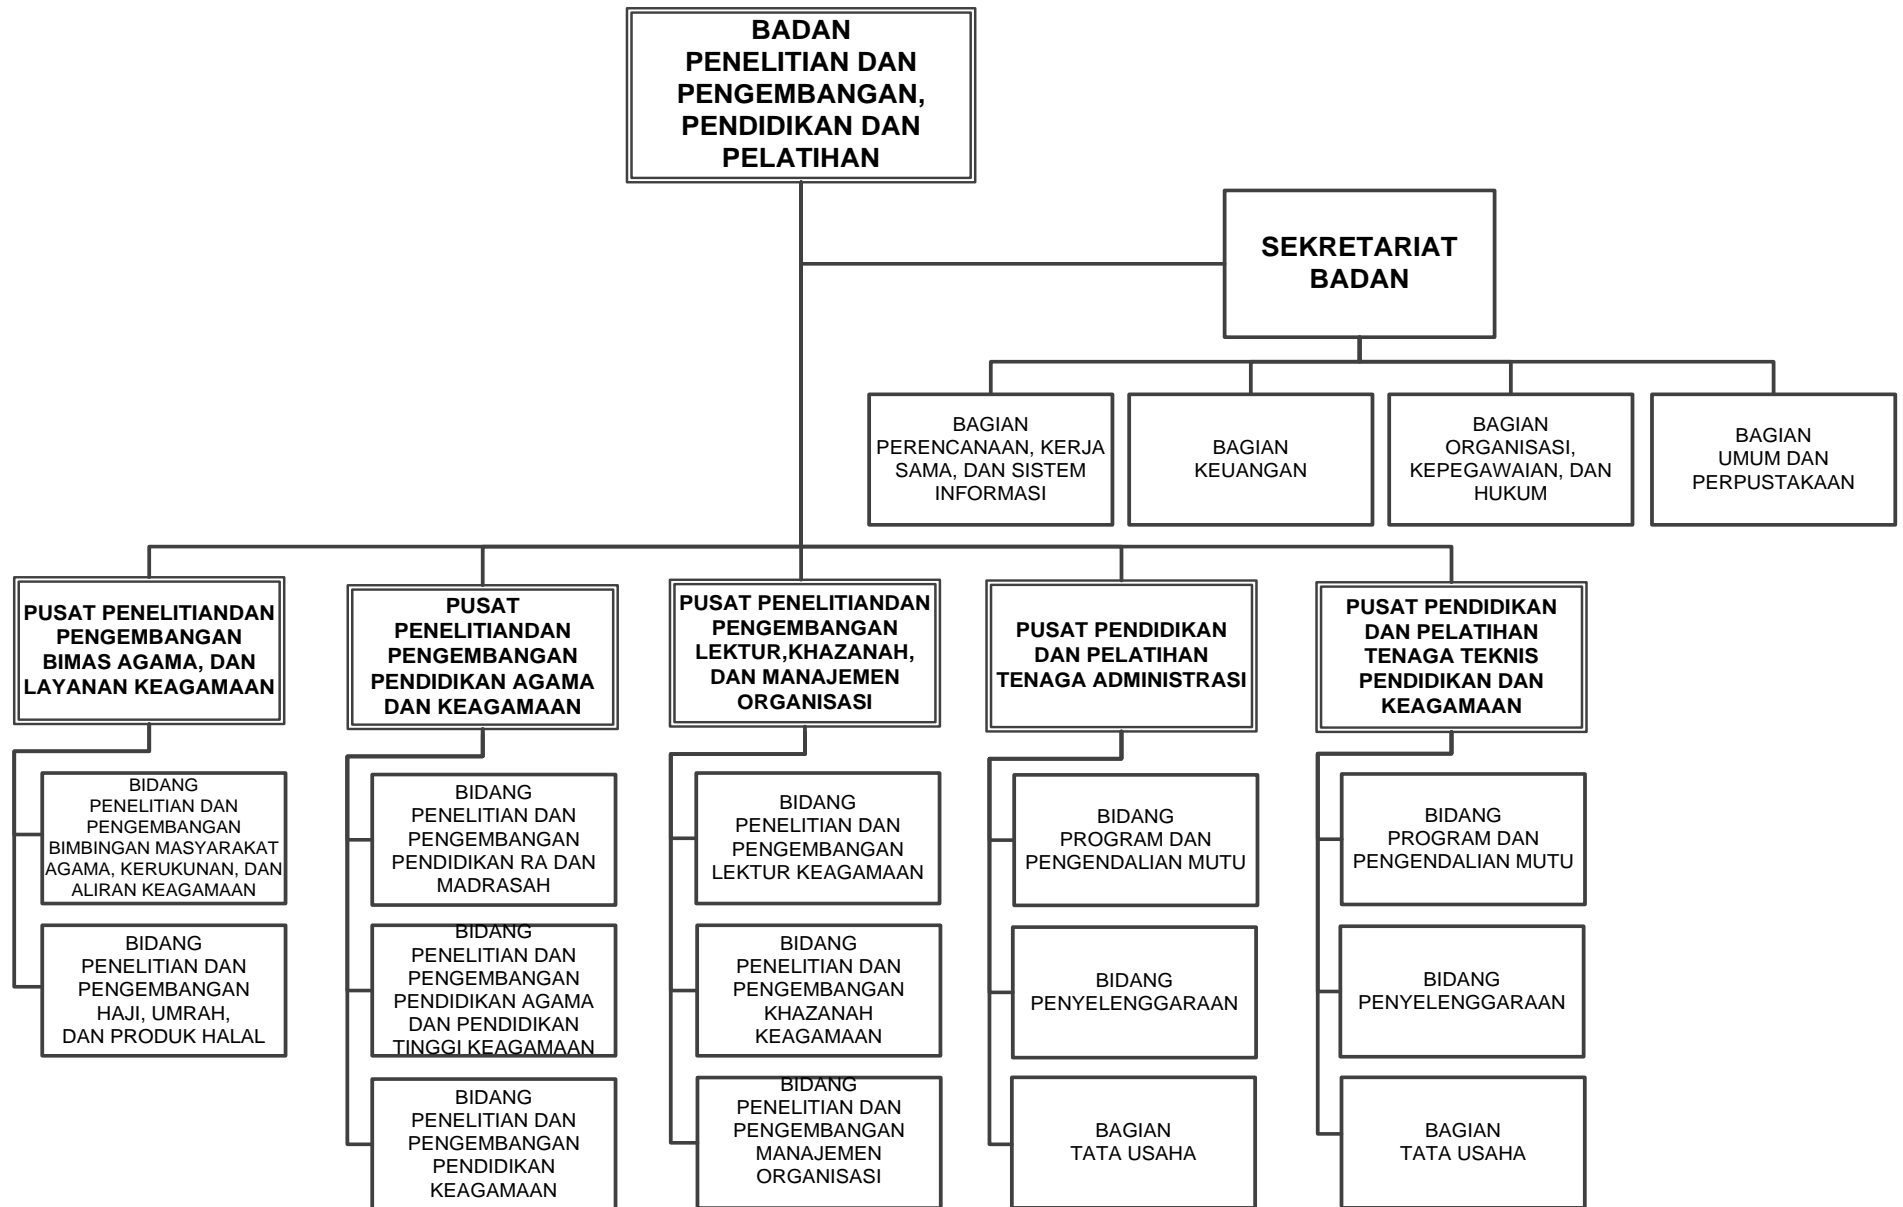 BADAN
PENELITIAN DAN
PENGEMBANGAN,
PENDIDIKAN DAN
PELATIHAN
SEKRETARIAT
BADAN
BAGIAN
PERENCANAAN, KERJA
SAMA, DAN SISTEM
INFORMASI
BAGIAN
KEUANGAN
BAGIAN
ORGANISASI,
KEPEGAWAIAN, DAN
HUKUM
BAGIAN
UMUM DAN
PERPUSTAKAAN
PUSAT PENELITIANDAN
PENGEMBANGAN
BIMAS AGAMA, DAN
LAYANAN KEAGAMAAN
PUSAT
PENELITIANDAN
PENGEMBANGAN
PENDIDIKAN AGAMA
DAN KEAGAMAAN
PUSAT PENELITIANDAN
PENGEMBANGAN
LEKTUR,KHAZANAH,
DAN MANAJEMEN
ORGANISASI
PUSAT PENDIDIKAN
DAN PELATIHAN
TENAGA ADMINISTRASI
PUSAT PENDIDIKAN
DAN PELATIHAN
TENAGA TEKNIS
PENDIDIKAN DAN
KEAGAMAAN
BIDANG
PENELITIAN DAN
PENGEMBANGAN
BIMBINGAN MASYARAKAT
AGAMA, KERUKUNAN, DAN
ALIRAN KEAGAMAAN
BIDANG
PENELITIAN DAN
PENGEMBANGAN
PENDIDIKAN RA DAN
MADRASAH
BIDANG
PENELITIAN DAN
PENGEMBANGAN
LEKTUR KEAGAMAAN
BIDANG
PROGRAM DAN
PENGENDALIAN MUTU
BIDANG
PROGRAM DAN
PENGENDALIAN MUTU
BIDANG
PENELITIAN DAN
PENGEMBANGAN
HAJI, UMRAH,
DAN PRODUK HALAL
BIDANG
PENELITIAN DAN
PENGEMBANGAN
PENDIDIKAN AGAMA
DAN PENDIDIKAN
TINGGI KEAGAMAAN
BIDANG
PENELITIAN DAN
PENGEMBANGAN
KHAZANAH
KEAGAMAAN
BIDANG
PENYELENGGARAAN
BIDANG
PENYELENGGARAAN
BIDANG
PENELITIAN DAN
PENGEMBANGAN
PENDIDIKAN
KEAGAMAAN
BIDANG
PENELITIAN DAN
PENGEMBANGAN
MANAJEMEN
ORGANISASI
BAGIAN
TATA USAHA
BAGIAN
TATA USAHA